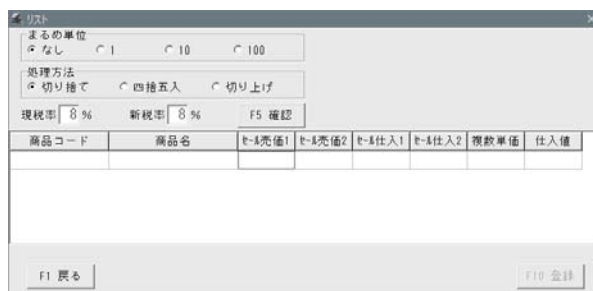 リスト
まるめ単位
なし 1 10 100
処理方法
切り捨て 四捨五入 切り上げ
現税率 8 % 新税率 8 % F5 確認
商品コード 商品名 ｾｰﾙ売価1 ｾｰﾙ売価2 ｾｰﾙ仕入1 ｾｰﾙ仕入2 複数単価 仕入値
F1 戻る F10 登録